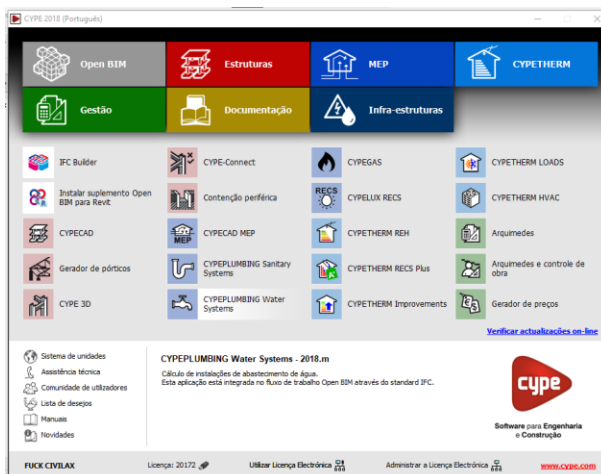 CYPE 2018 (Português)
Open BIM
Estruturas
MEP
CYPETHERM
Gestão
Documentação
Infra-estruturas
IFC Builder
CYPE-Connect
CYPEGAS
CYPETHERM LOADS
Instalar suplemento Open
BIM para Revit
Contenção periférica
RECS
CYPELUX RECS
CYPETHERM HVAC
CYPECAD
MEP
CYPECAD MEP
CYPETHERM REH
Arquimedes
Gerador de pórticos
CYPEPLUMBING Sanitary
Systems
CYPETHERM RECS Plus
Arquimedes e controle de
obra
CYPE 3D
CYPEPLUMBING Water
Systems
CYPETHERM Improvements
Gerador de preços
Verificar actualizações on-line
Sistema de unidades
Assistência técnica
Comunidade de utilizadores
Lista de desejos
Manuais
Novidades
CYPEPLUMBING Water Systems - 2018.m
Cálculo de instalações de abastecimento de água.
Esta aplicação está integrada no fluxo de trabalho Open BIM através do standard IFC.
cype
Software para Engenharia
e Construção
FUCK CIVILAX
Licença: 20172
Utilizar Licença Electrónica
Administrar a Licença Electrónica
www.cype.com